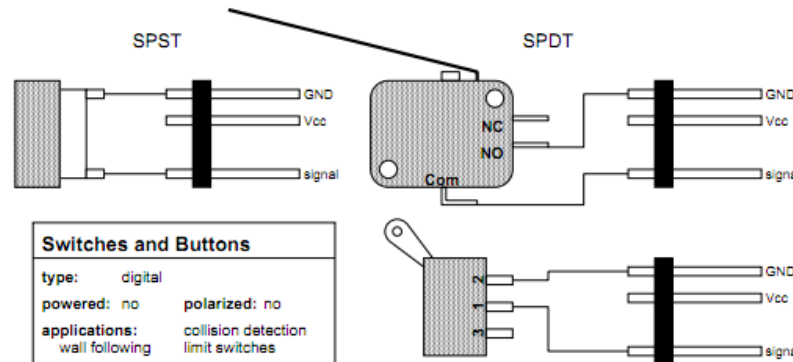 SPST
SPDT
GND
Vcc
signal
NC
NO
Com
GND
Vcc
signa
Switches and Buttons
type: digital
powered: no polarized: no
applications: collision detection
wall following limit switches
2
1
3
GND
Vcc
signal